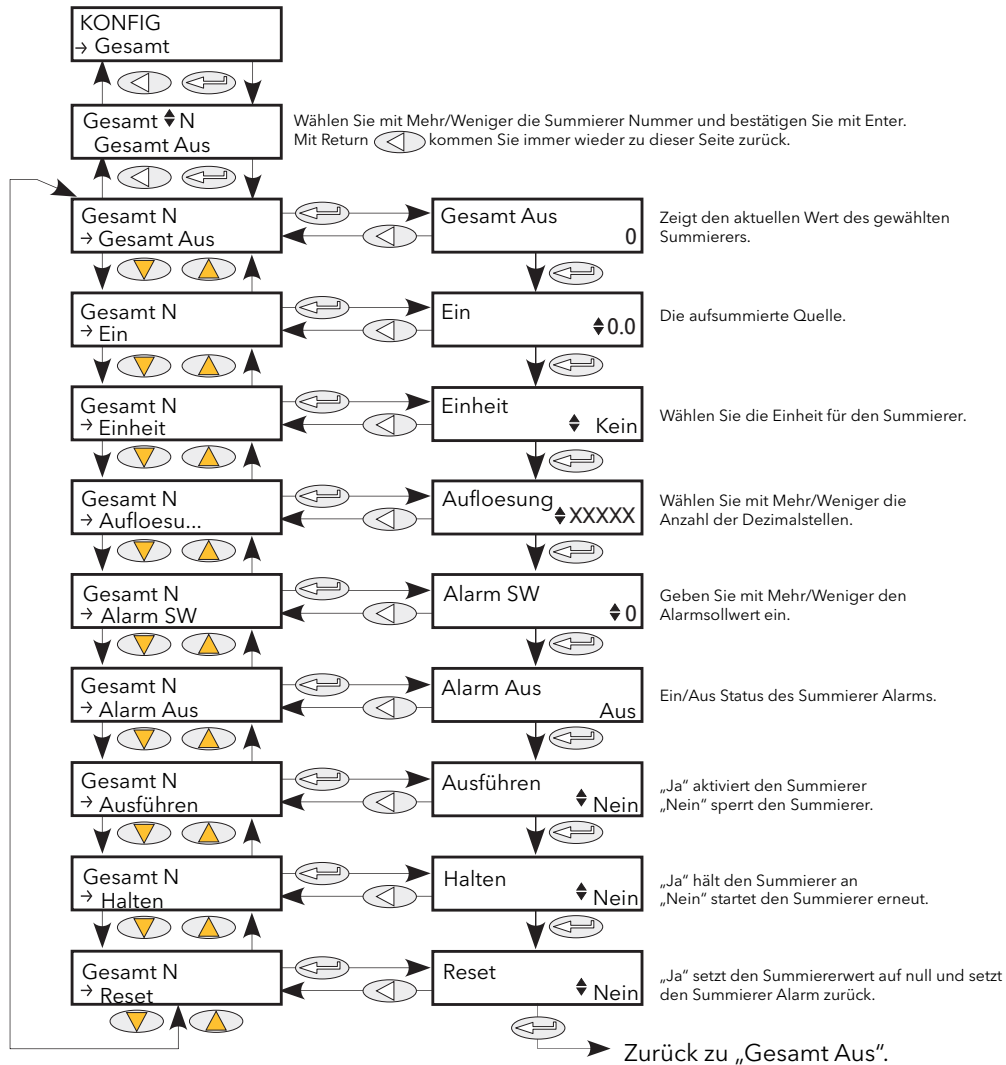 KONFIG
→ Gesamt
Gesamt N
Gesamt Aus
Wählen Sie mit Mehr/Weniger die Summierer Nummer und bestätigen Sie mit Enter.
Mit Return kommen Sie immer wieder zu dieser Seite zurück.
Gesamt N
→ Gesamt Aus
Gesamt Aus
0
Zeigt den aktuellen Wert des gewählten
Summierers.
Gesamt N
→ Ein
Ein
0.0
Die aufsummierte Quelle.
Gesamt N
→ Einheit
Einheit
Kein
Wählen Sie die Einheit für den Summierer.
Gesamt N
→ Aufloesu...
Aufloesung
XXXXX
Wählen Sie mit Mehr/Weniger die
Anzahl der Dezimalstellen.
Gesamt N
→ Alarm SW
Alarm SW
0
Geben Sie mit Mehr/Weniger den
Alarmsollwert ein.
Gesamt N
→ Alarm Aus
Alarm Aus
Aus
Ein/Aus Status des Summierer Alarms.
Gesamt N
→ Ausführen
Ausführen
Nein
„Ja“ aktiviert den Summierer
„Nein“ sperrt den Summierer.
Gesamt N
→ Halten
Halten
Nein
„Ja“ hält den Summierer an
„Nein“ startet den Summierer erneut.
Gesamt N
→ Reset
Reset
Nein
„Ja“ setzt den Summiererwert auf null und setzt
den Summierer Alarm zurück.
Zurück zu „Gesamt Aus“.